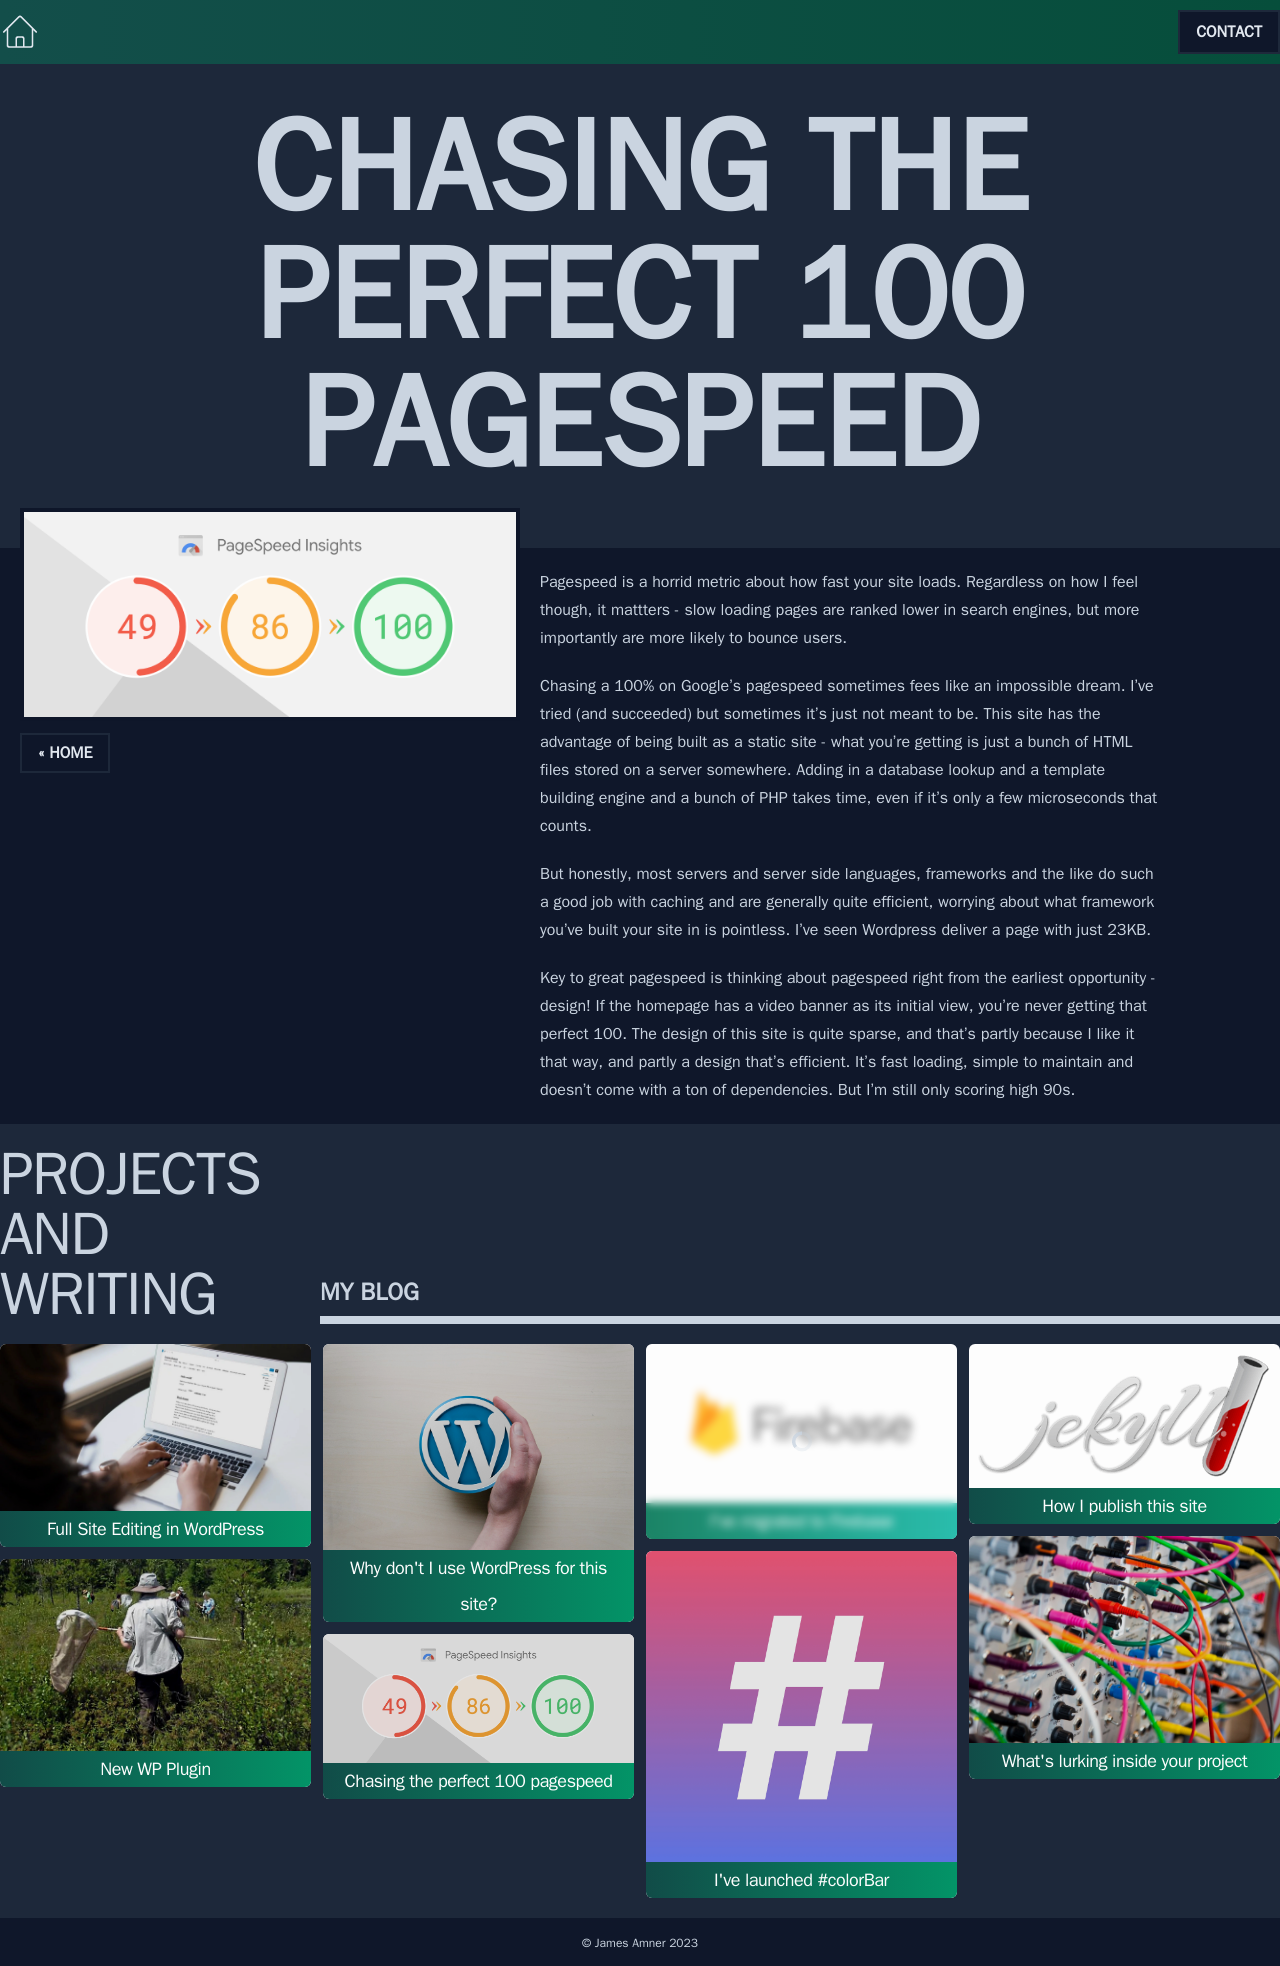 CONTACT
CHASING THE
PERFECT 100
PAGESPEED
PageSpeed Insights
49 » 86 » 100
« HOME
Pagespeed is a horrid metric about how fast your site loads. Regardless on how I feel
though, it mattters - slow loading pages are ranked lower in search engines, but more
importantly are more likely to bounce users.
Chasing a 100% on Google’s pagespeed sometimes fees like an impossible dream. I’ve
tried (and succeeded) but sometimes it’s just not meant to be. This site has the
advantage of being built as a static site - what you’re getting is just a bunch of HTML
files stored on a server somewhere. Adding in a database lookup and a template
building engine and a bunch of PHP takes time, even if it’s only a few microseconds that
counts.
But honestly, most servers and server side languages, frameworks and the like do such
a good job with caching and are generally quite efficient, worrying about what framework
you’ve built your site in is pointless. I’ve seen Wordpress deliver a page with just 23KB.
Key to great pagespeed is thinking about pagespeed right from the earliest opportunity -
design! If the homepage has a video banner as its initial view, you’re never getting that
perfect 100. The design of this site is quite sparse, and that’s partly because I like it
that way, and partly a design that’s efficient. It’s fast loading, simple to maintain and
doesn’t come with a ton of dependencies. But I’m still only scoring high 90s.
PROJECTS
AND
WRITING
MY BLOG
Full Site Editing in WordPress
New WP Plugin
W
Why don't I use WordPress for this
site?
PageSpeed Insights
49 » 86 » 100
Chasing the perfect 100 pagespeed
Firebase
I've migrated to Firebase
#
I've launched #colorBar
jekyll
How I publish this site
What's lurking inside your project
© James Amner 2023